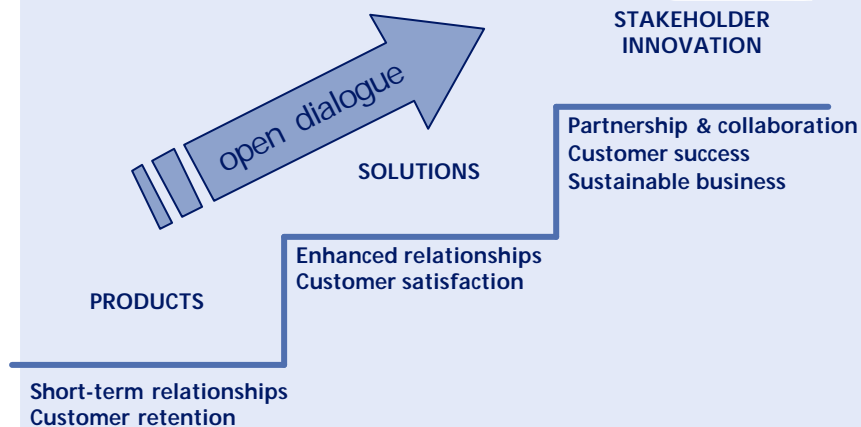 STAKEHOLDER
INNOVATION
open dialogue
Partnership & collaboration
Customer success
Sustainable business
SOLUTIONS
Enhanced relationships
Customer satisfaction
PRODUCTS
Short-term relationships
Customer retention